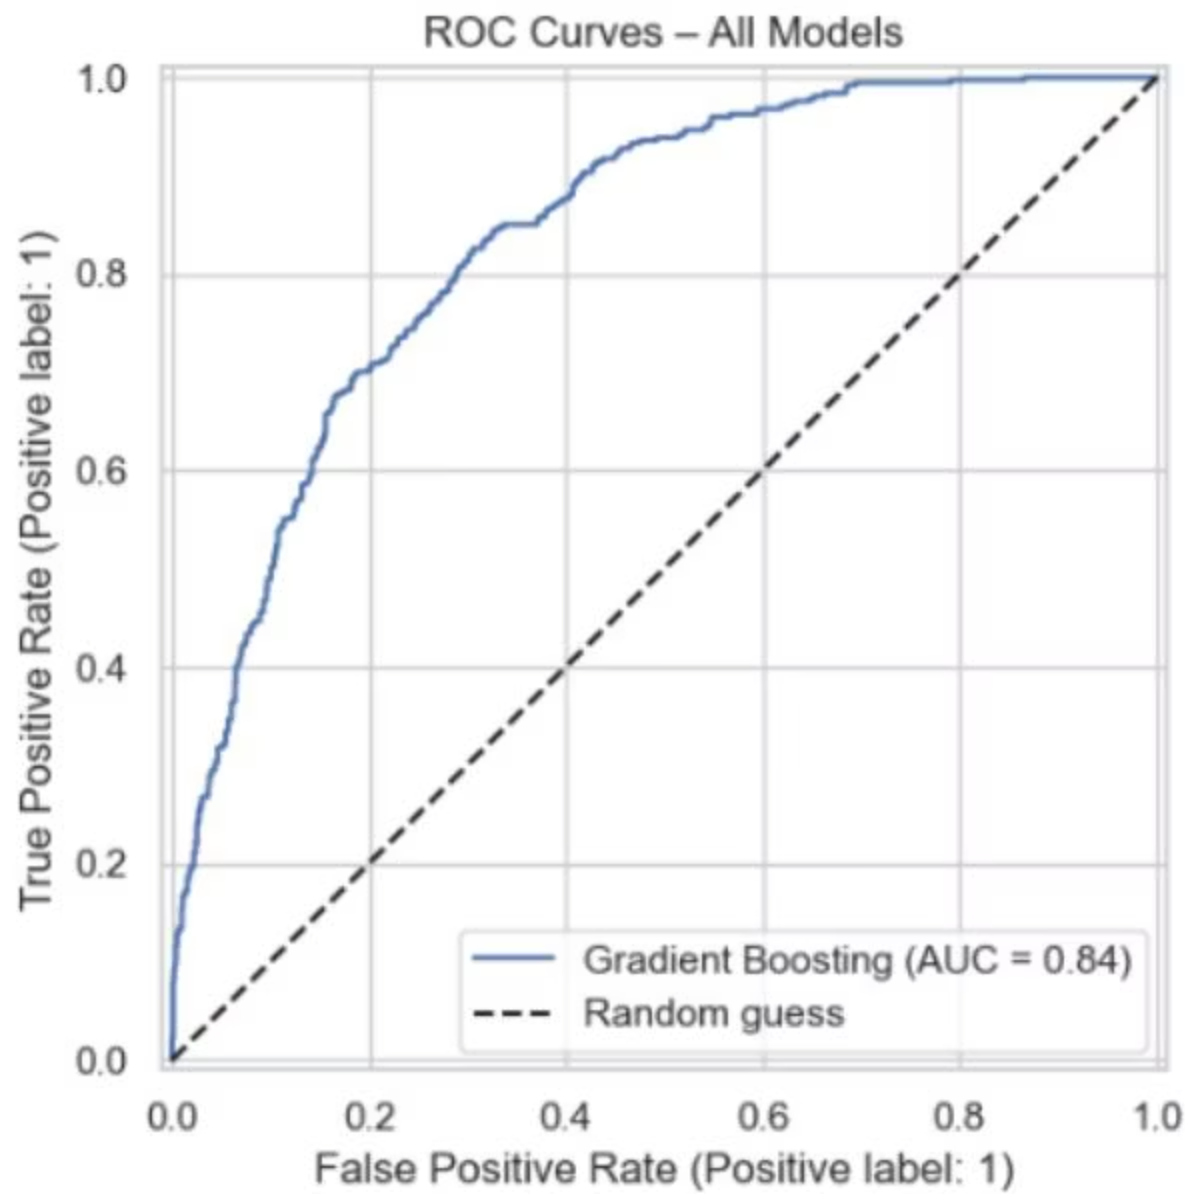 ROC Curves – All Models
True Positive Rate (Positive label: 1)
1.0
0.8
0.6
0.4
0.2
0.0
Gradient Boosting (AUC = 0.84)
Random guess
0.0 0.2 0.4 0.6 0.8 1.0
False Positive Rate (Positive label: 1)